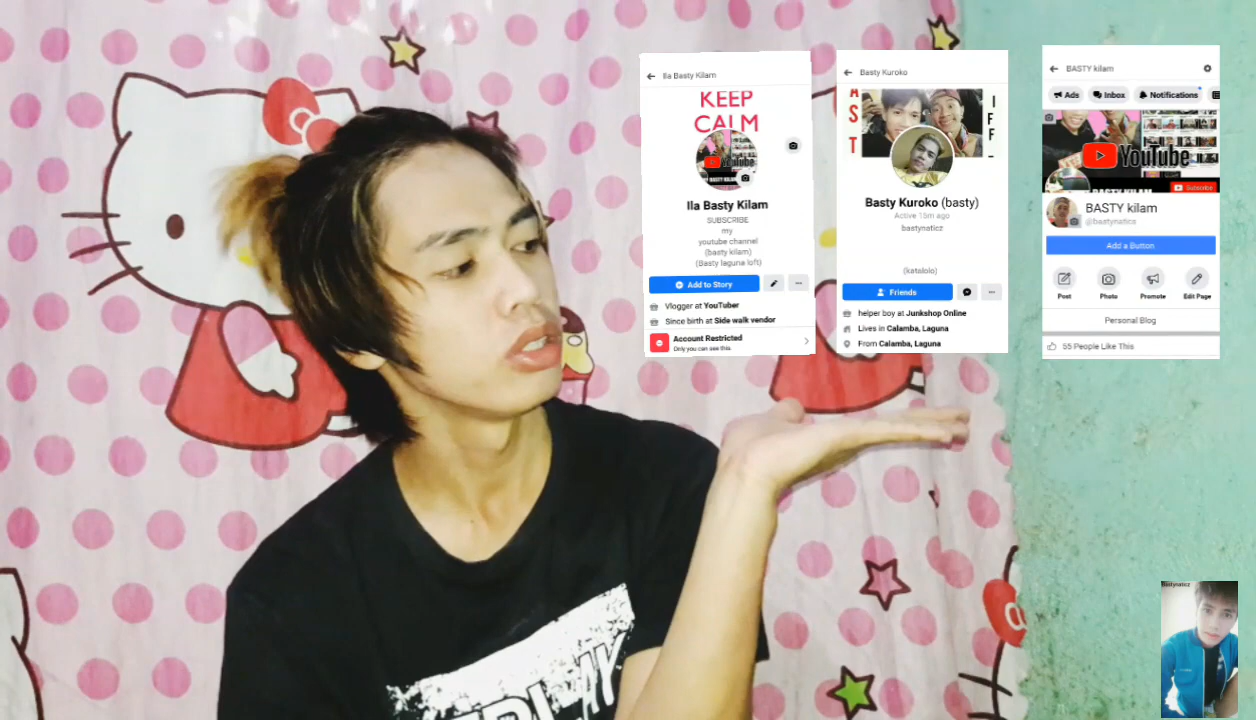 Ila Basty Kilam
KEEP
CALM
YouTube
Ila Basty Kilam
SUBSCRIBE
my
youtube channel
(basty kilam)
(Basty laguna loft)
Add to Story
Vlogger at YouTuber
Since birth at Side walk vendor
Account Restricted
Only you can use this.
Basty Kuroko
A
S
T
I
F
F
Basty Kuroko (basty)
Active 15m ago
bastynaticz
(katololo)
Friends
helper boy at Junkshop Online
Lives in Calamba, Laguna
From Calamba, Laguna
BASTY kilam
Ads
Inbox
Notifications
YouTube
Subscribe
BASTY kilam
@bastynatics
Add a Button
Post
Photo
Promote
Edit Page
Personal Blog
55 People Like This
Bastynaticz